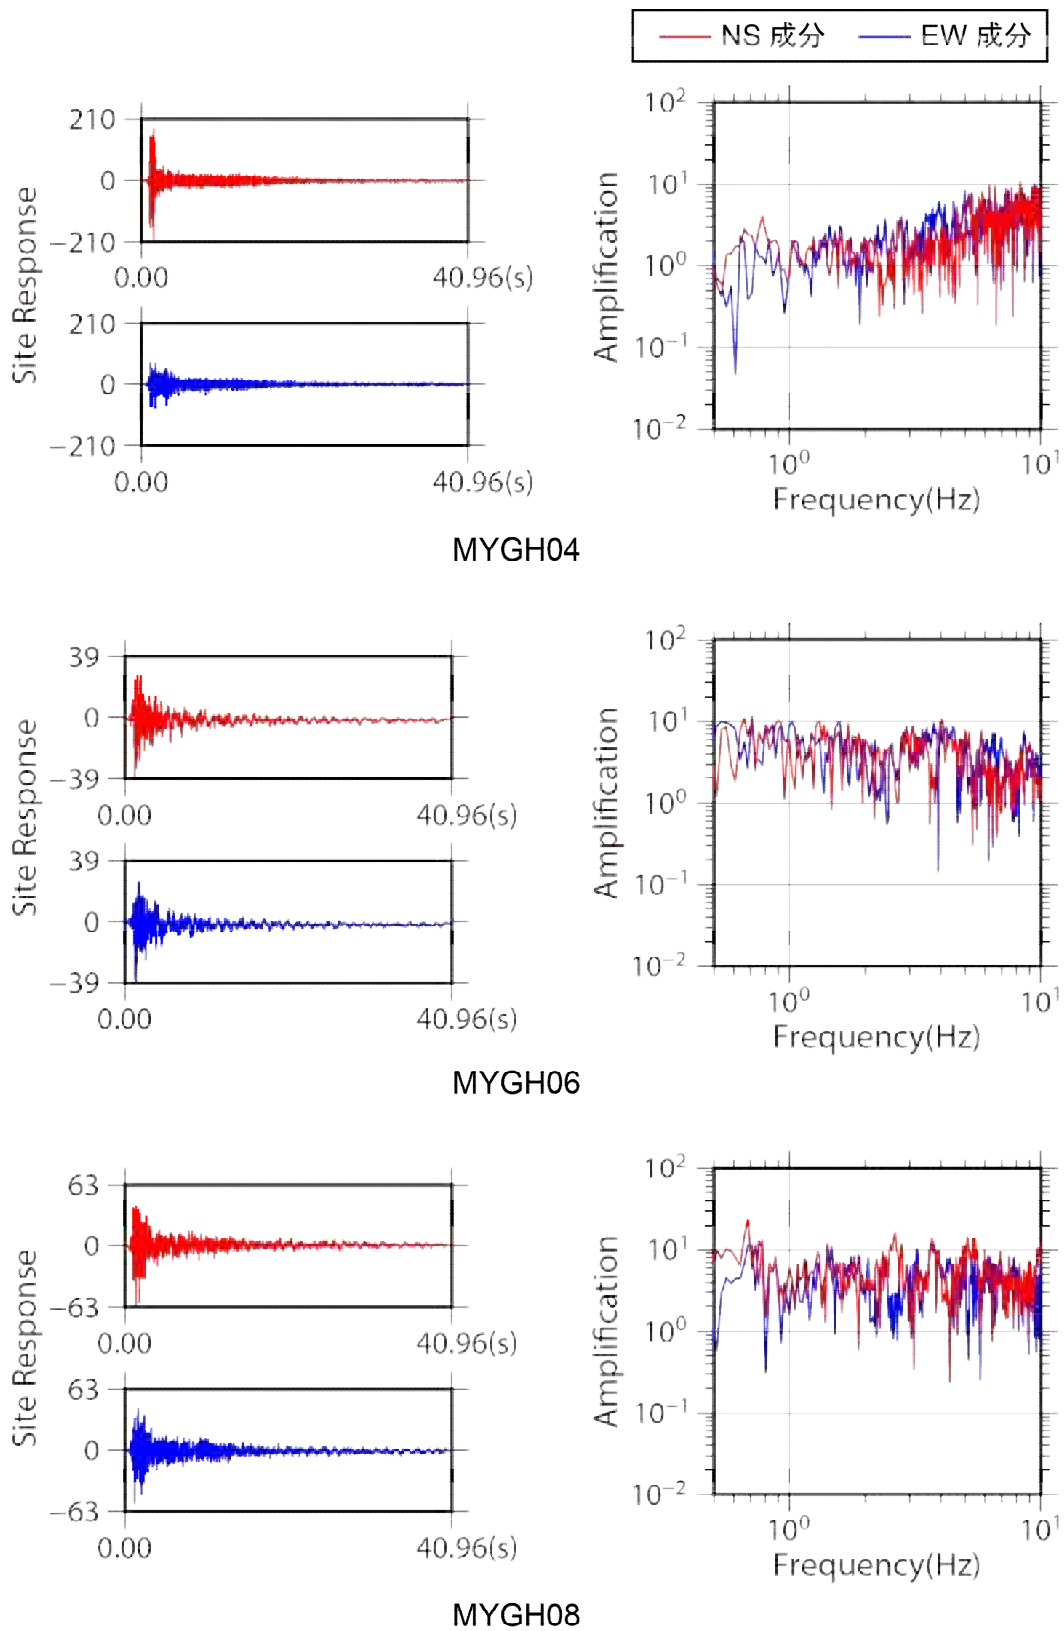 NS 成分 EW 成分
210
0
−210
0.00 40.96(s)
Site Response
210
0
−210
0.00 40.96(s)
10²
10¹
10⁰
10⁻¹
10⁻²
Amplification
10⁰ 10¹
Frequency(Hz)
MYGH04
39
0
−39
0.00 40.96(s)
Site Response
39
0
−39
0.00 40.96(s)
10²
10¹
10⁰
10⁻¹
10⁻²
Amplification
10⁰ 10¹
Frequency(Hz)
MYGH06
63
0
−63
0.00 40.96(s)
Site Response
63
0
−63
0.00 40.96(s)
10²
10¹
10⁰
10⁻¹
10⁻²
Amplification
10⁰ 10¹
Frequency(Hz)
MYGH08